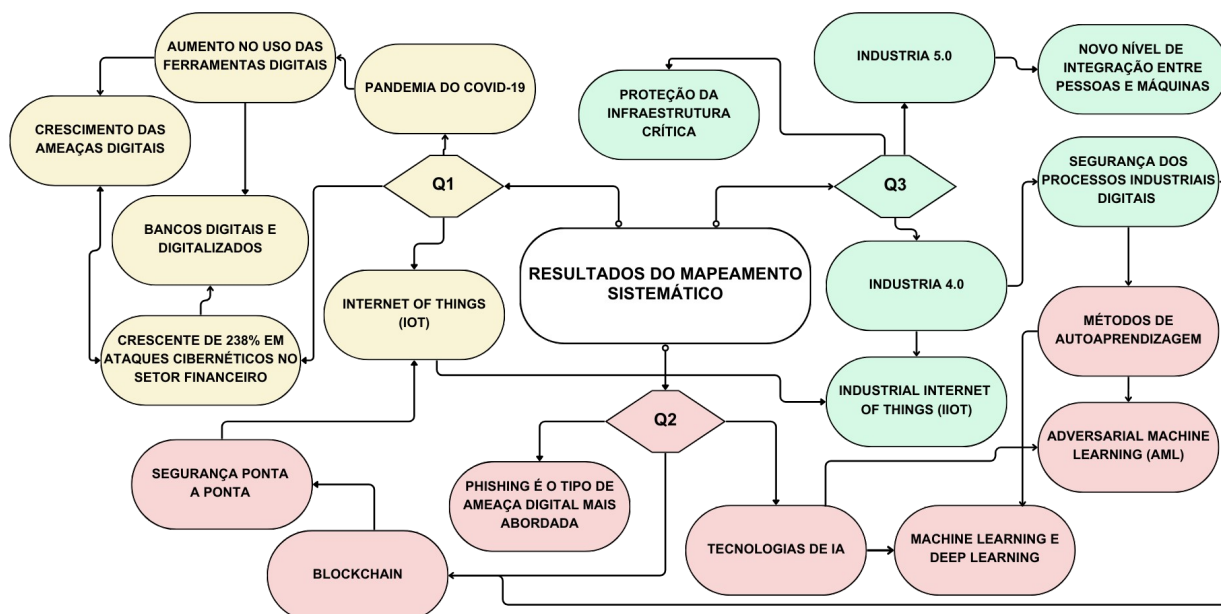 AUMENTO NO USO DAS
FERRAMENTAS DIGITAIS
PANDEMIA DO COVID-19
CRESCIMENTO DAS
AMEAÇAS DIGITAIS
Q1
BANCOS DIGITAIS E
DIGITALIZADOS
INTERNET OF THINGS
(IOT)
CRESCENTE DE 238% EM
ATAQUES CIBERNÉTICOS NO
SETOR FINANCEIRO
RESULTADOS DO MAPEAMENTO
SISTEMÁTICO
INDUSTRIA 5.0
NOVO NÍVEL DE
INTEGRAÇÃO ENTRE
PESSOAS E MÁQUINAS
PROTEÇÃO DA
INFRAESTRUTURA
CRÍTICA
Q3
SEGURANÇA DOS
PROCESSOS INDUSTRIAIS
DIGITAIS
INDUSTRIA 4.0
MÉTODOS DE
AUTOAPRENDIZAGEM
INDUSTRIAL INTERNET
OF THINGS (IIOT)
ADVERSARIAL MACHINE
LEARNING (AML)
Q2
SEGURANÇA PONTA
A PONTA
PHISHING É O TIPO DE
AMEAÇA DIGITAL MAIS
ABORDADA
TECNOLOGIAS DE IA
MACHINE LEARNING E
DEEP LEARNING
BLOCKCHAIN